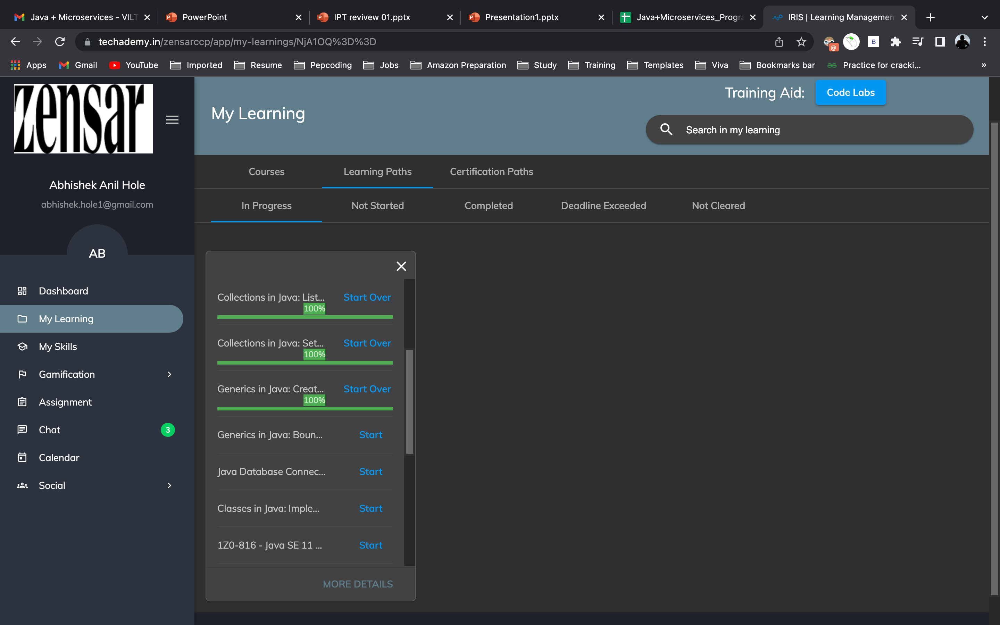 Java + Microservices - VILT
PowerPoint
IPT revivew 01.pptx
Presentation1.pptx
Java+Microservices_Progra
IRIS | Learning Managemen
techademy.in/zensarccp/app/my-learnings/NjA1OQ%3D%3D
@
B
Apps
Gmail
YouTube
Imported
Resume
Pepcoding
Jobs
Amazon Preparation
Study
Training
Templates
Viva
Bookmarks bar
Practice for cracki...
»
zensar
Training Aid:
Code Labs
My Learning
Search in my learning
Abhishek Anil Hole
abhishek.hole1@gmail.com
AB
Dashboard
My Learning
My Skills
Gamification
Assignment
Chat
3
Calendar
Social
Courses
Learning Paths
Certification Paths
In Progress
Not Started
Completed
Deadline Exceeded
Not Cleared
Collections in Java: List...
Start Over
100%
Collections in Java: Set...
Start Over
100%
Generics in Java: Creat...
Start Over
100%
Generics in Java: Boun...
Start
Java Database Connec...
Start
Classes in Java: Imple...
Start
1Z0-816 - Java SE 11 ...
Start
MORE DETAILS